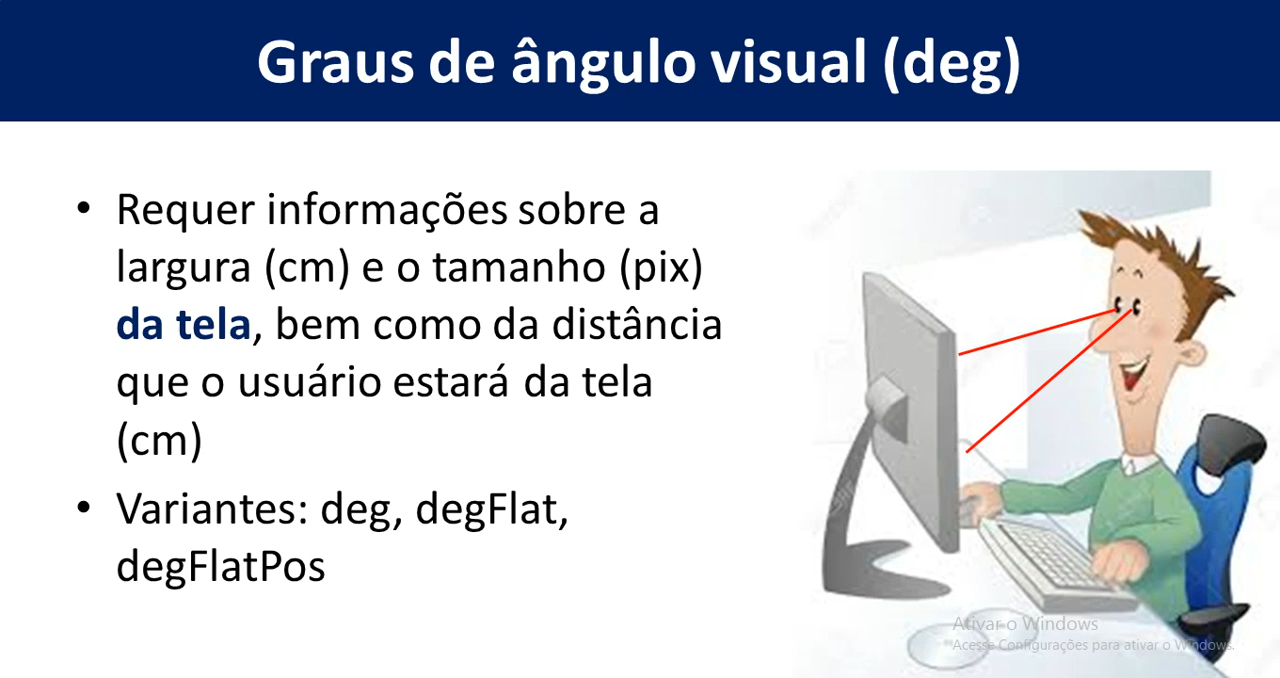 Graus de ângulo visual (deg)
• Requer informações sobre a
largura (cm) e o tamanho (pix)
da tela, bem como da distância
que o usuário estará da tela
(cm)
• Variantes: deg, degFlat,
degFlatPos
Ativar o Windows
Acesse Configurações para ativar o Windows.